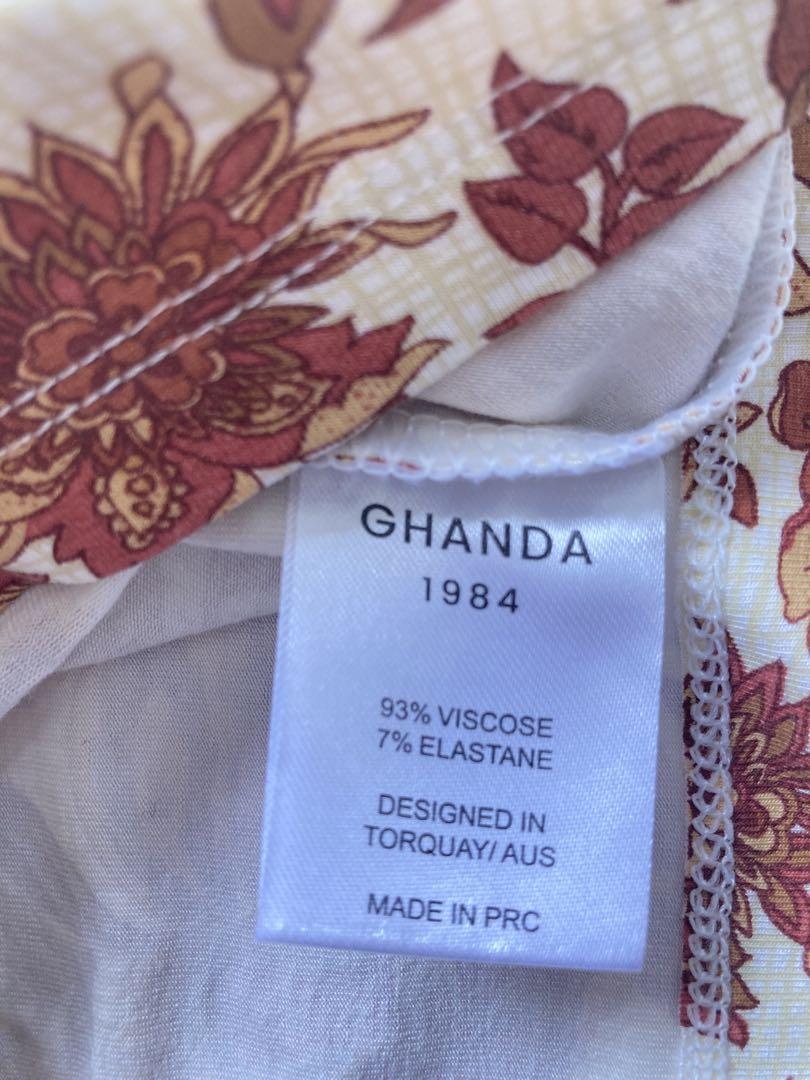 GHANDA
1984
93% VISCOSE
7% ELASTANE
DESIGNED IN
TORQUAY/ AUS
MADE IN PRC